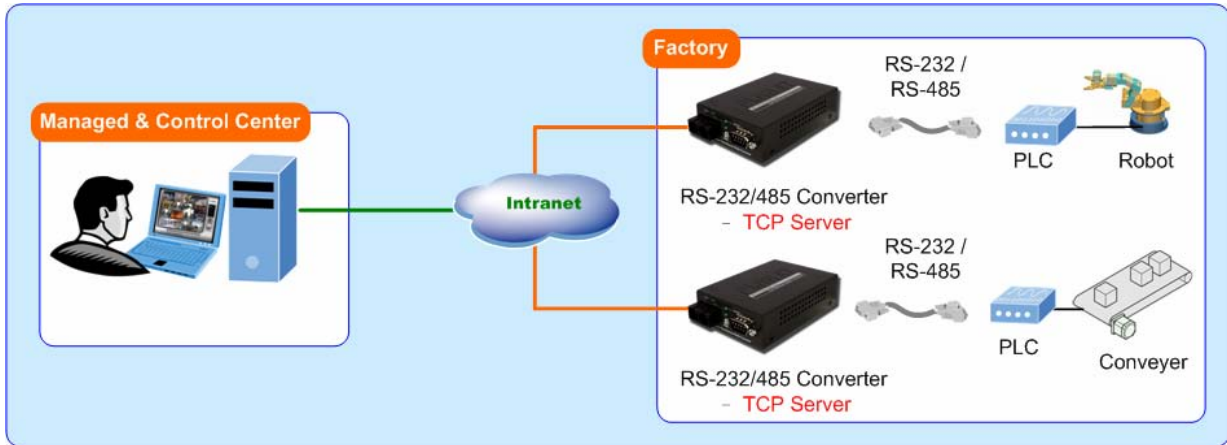 Managed & Control Center
Intranet
Factory
RS-232 /
RS-485
PLC
Robot
RS-232/485 Converter
– TCP Server
RS-232 /
RS-485
PLC
Conveyer
RS-232/485 Converter
– TCP Server